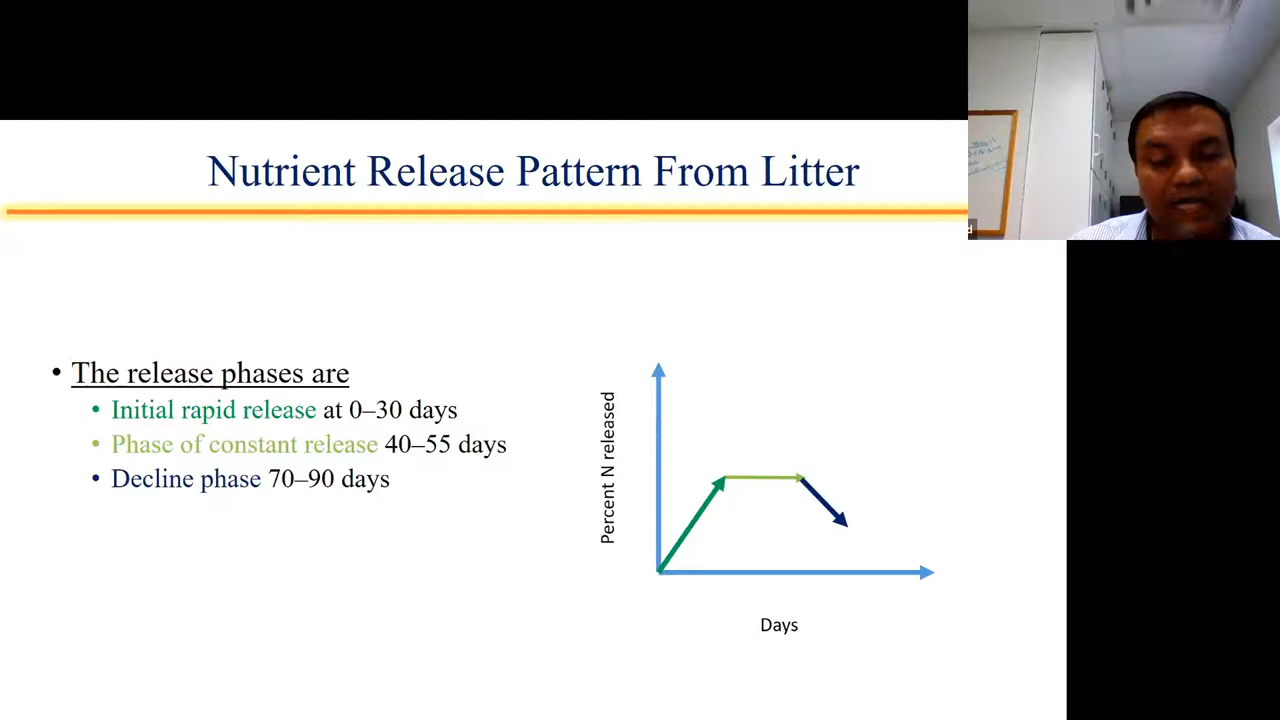 Nutrient Release Pattern From Litter
• The release phases are
• Initial rapid release at 0–30 days
• Phase of constant release 40–55 days
• Decline phase 70–90 days
Percent N released
Days